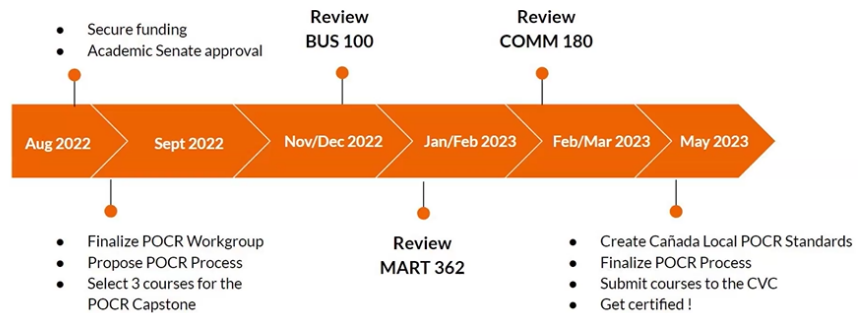 Secure funding
Academic Senate approval
Review
BUS 100
Review
COMM 180
Aug 2022
Sept 2022
Nov/Dec 2022
Jan/Feb 2023
Feb/Mar 2023
May 2023
Finalize POCR Workgroup
Propose POCR Process
Select 3 courses for the
POCR Capstone
Review
MART 362
Create Cañada Local POCR Standards
Finalize POCR Process
Submit courses to the CVC
Get certified !